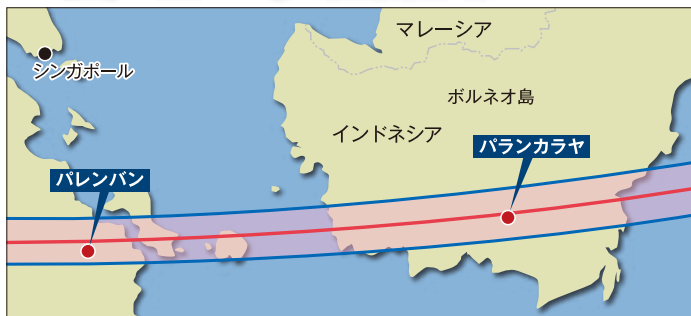 マレーシア
シンガポール
ボルネオ島
インドネシア
パランカラヤ
パレンバン